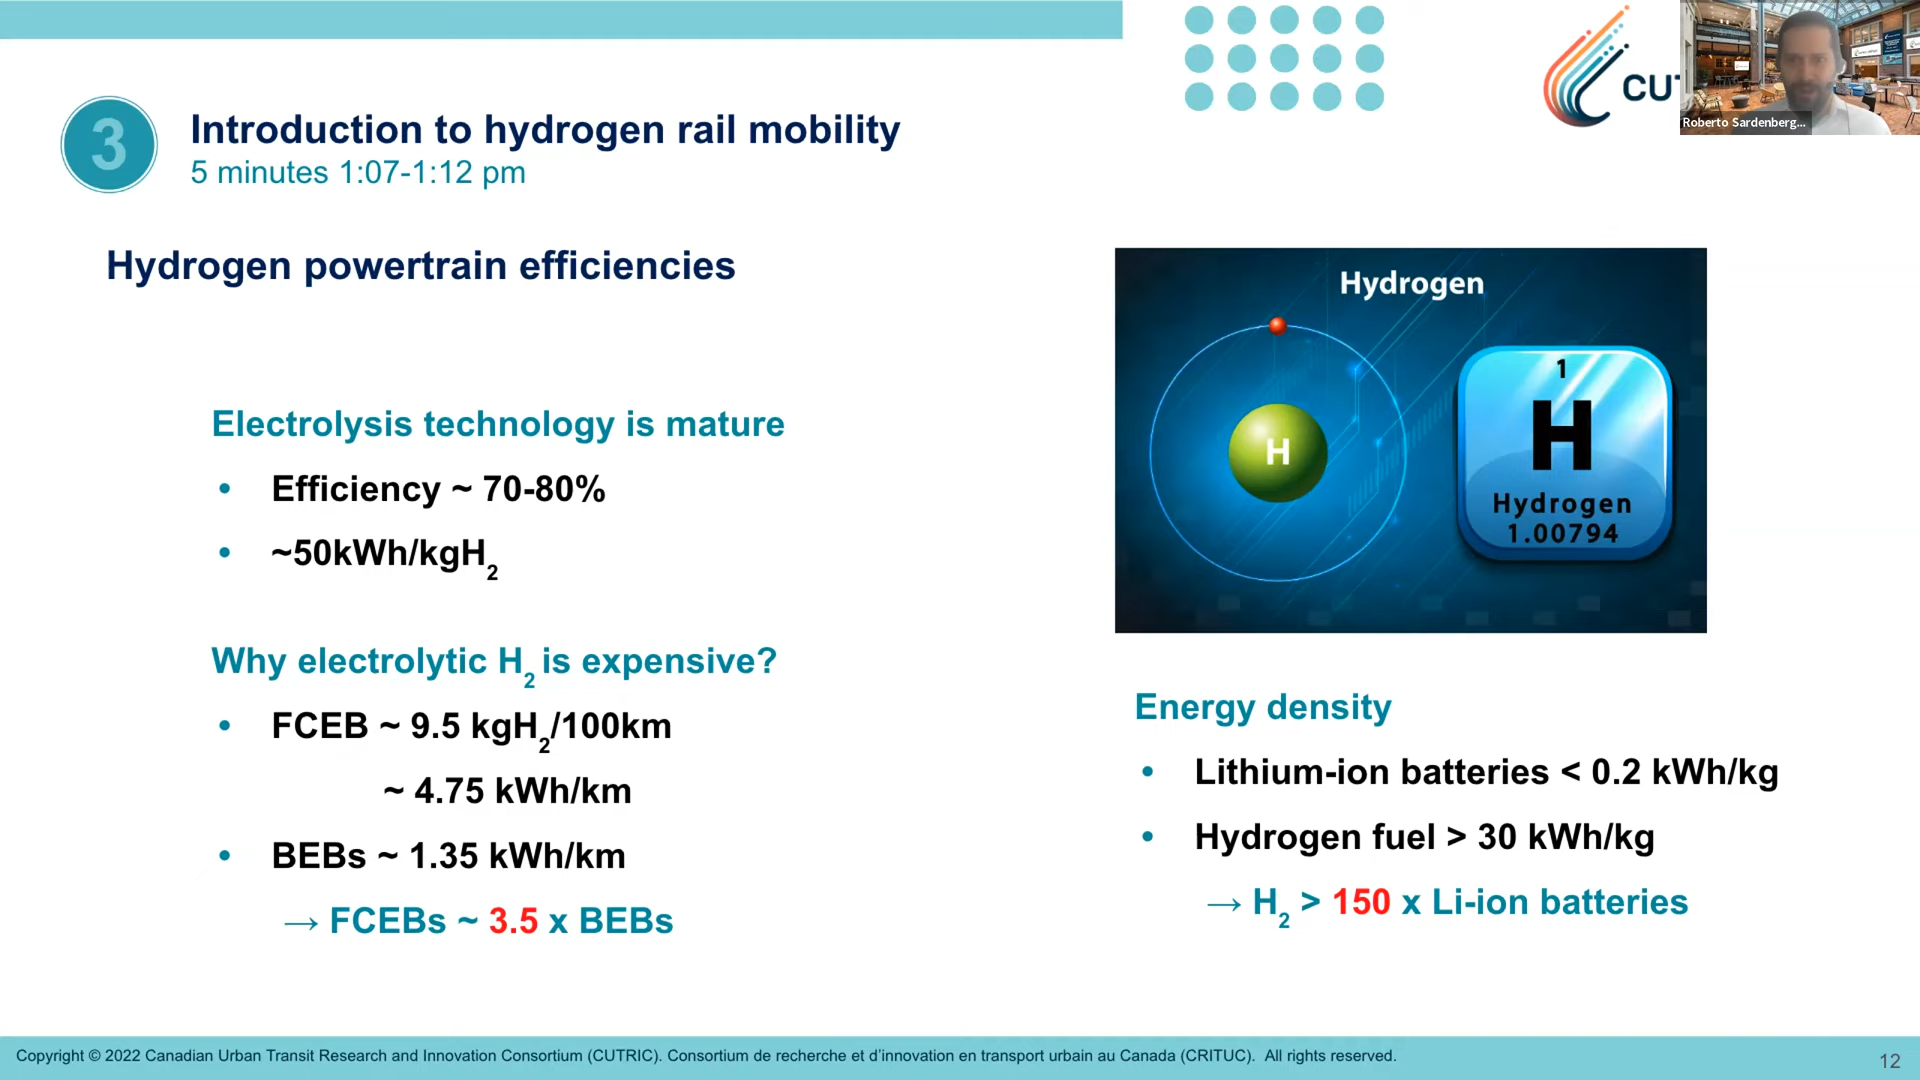 3
Introduction to hydrogen rail mobility
5 minutes 1:07-1:12 pm
CUT
Roberto Sardenberg...
Hydrogen powertrain efficiencies
Electrolysis technology is mature
• Efficiency ~ 70-80%
• ~50kWh/kgH₂
Why electrolytic H₂ is expensive?
• FCEB ~ 9.5 kgH₂/100km
~ 4.75 kWh/km
• BEBs ~ 1.35 kWh/km
→ FCEBs ~ 3.5 x BEBs
Hydrogen
H
1
H
Hydrogen
1.00794
Energy density
• Lithium-ion batteries < 0.2 kWh/kg
• Hydrogen fuel > 30 kWh/kg
→ H₂ > 150 x Li-ion batteries
Copyright © 2022 Canadian Urban Transit Research and Innovation Consortium (CUTRIC). Consortium de recherche et d’innovation en transport urbain au Canada (CRITUC). All rights reserved.
12